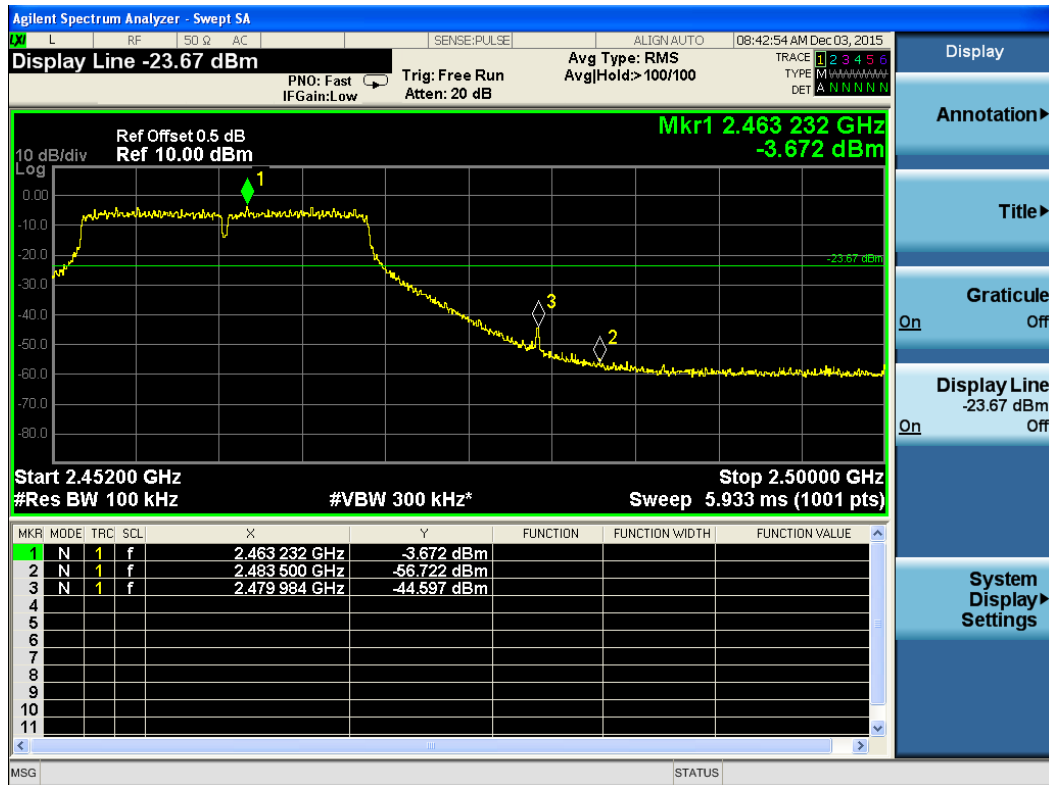 Agilent Spectrum Analyzer - Swept SA
LXI L RF 50 Ω AC SENSE:PULSE ALIGN AUTO 08:42:54 AM Dec 03, 2015
Display Line -23.67 dBm
PNO: Fast
IFGain:Low
Trig: Free Run
Atten: 20 dB
Avg Type: RMS
Avg|Hold:>100/100
TRACE 1 2 3 4 5 6
TYPE M WWWWW
DET A N N N N N
Mkr1 2.463 232 GHz
-3.672 dBm
Ref Offset 0.5 dB
10 dB/div Ref 10.00 dBm
Log
1
0.00
-10.0
-20.0
-23.67 dBm
-30.0
3
-40.0
2
-50.0
-60.0
-70.0
-80.0
Start 2.45200 GHz Stop 2.50000 GHz
#Res BW 100 kHz #VBW 300 kHz* Sweep 5.933 ms (1001 pts)
MKR MODE TRC SCL X Y FUNCTION FUNCTION WIDTH FUNCTION VALUE
1 N 1 f 2.463 232 GHz -3.672 dBm
2 N 1 f 2.483 500 GHz -56.722 dBm
3 N 1 f 2.479 984 GHz -44.597 dBm
4
5
6
7
8
9
10
11
MSG STATUS
Display
Annotation
Title
Graticule
On Off
Display Line
-23.67 dBm
On Off
System
Display
Settings